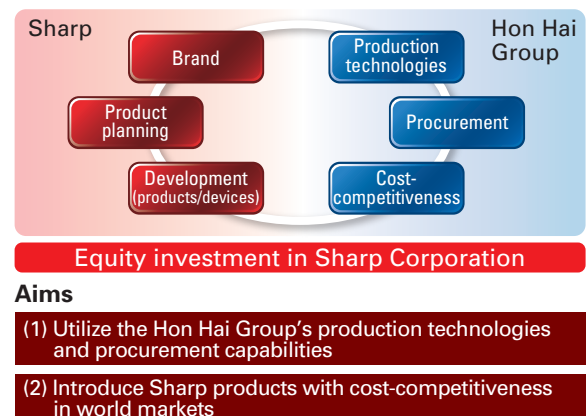 Sharp
Hon Hai
Group
Brand
Product
planning
Development
(products/devices)
Production
technologies
Procurement
Cost-
competitiveness
Equity investment in Sharp Corporation
Aims
(1) Utilize the Hon Hai Group's production technologies
and procurement capabilities
(2) Introduce Sharp products with cost-competitiveness
in world markets